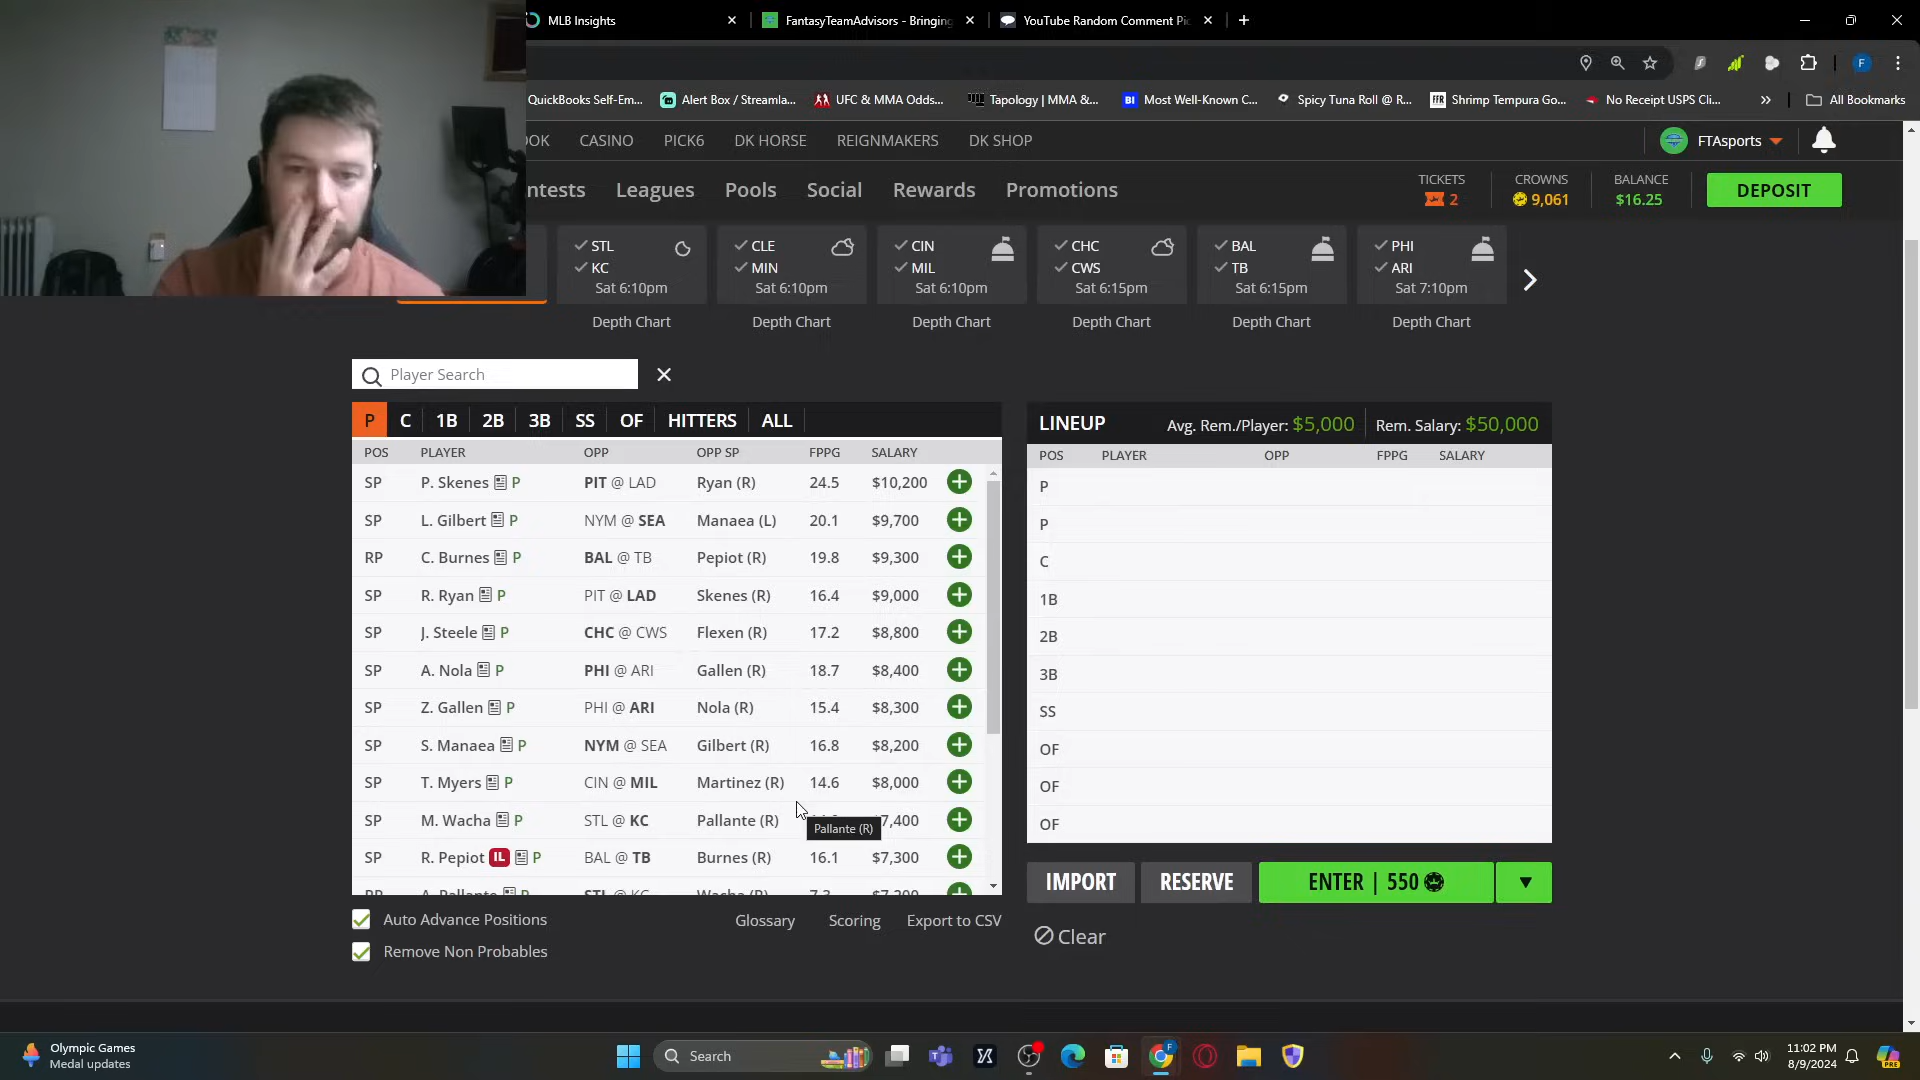 MLB Insights
FantasyTeamAdvisors - Bringing
YouTube Random Comment Pi
QuickBooks Self-Em...
Alert Box / Streamla...
UFC & MMA Odds...
Tapology | MMA &...
BI Most Well-Known C...
Spicy Tuna Roll @ R...
FFR Shrimp Tempura Go...
No Receipt USPS Cli...
»
All Bookmarks
OOK
CASINO
PICK6
DK HORSE
REIGNMAKERS
DK SHOP
FTAsports
ntests
Leagues
Pools
Social
Rewards
Promotions
TICKETS
2
CROWNS
9,061
BALANCE
$16.25
DEPOSIT
STL
KC
Sat 6:10pm
Depth Chart
CLE
MIN
Sat 6:10pm
Depth Chart
CIN
MIL
Sat 6:10pm
Depth Chart
CHC
CWS
Sat 6:15pm
Depth Chart
BAL
TB
Sat 6:15pm
Depth Chart
PHI
ARI
Sat 7:10pm
Depth Chart
Player Search
P C 1B 2B 3B SS OF HITTERS ALL
POS PLAYER OPP OPP SP FPPG SALARY
SP P. Skenes P PIT @ LAD Ryan (R) 24.5 $10,200
SP L. Gilbert P NYM @ SEA Manaea (L) 20.1 $9,700
RP C. Burnes P BAL @ TB Pepiot (R) 19.8 $9,300
SP R. Ryan P PIT @ LAD Skenes (R) 16.4 $9,000
SP J. Steele P CHC @ CWS Flexen (R) 17.2 $8,800
SP A. Nola P PHI @ ARI Gallen (R) 18.7 $8,400
SP Z. Gallen P PHI @ ARI Nola (R) 15.4 $8,300
SP S. Manaea P NYM @ SEA Gilbert (R) 16.8 $8,200
SP T. Myers P CIN @ MIL Martinez (R) 14.6 $8,000
SP M. Wacha P STL @ KC Pallante (R) 7,400
Pallante (R)
SP R. Pepiot IL P BAL @ TB Burnes (R) 16.1 $7,300
RP A. Pallante P STL @ KC Wacha (R) 7.3 $7,200
Auto Advance Positions
Glossary
Scoring
Export to CSV
Remove Non Probables
LINEUP
Avg. Rem./Player: $5,000
Rem. Salary: $50,000
POS PLAYER OPP FPPG SALARY
P
P
C
1B
2B
3B
SS
OF
OF
OF
IMPORT
RESERVE
ENTER | 550
Clear
Olympic Games
Medal updates
Search
11:02 PM
8/9/2024